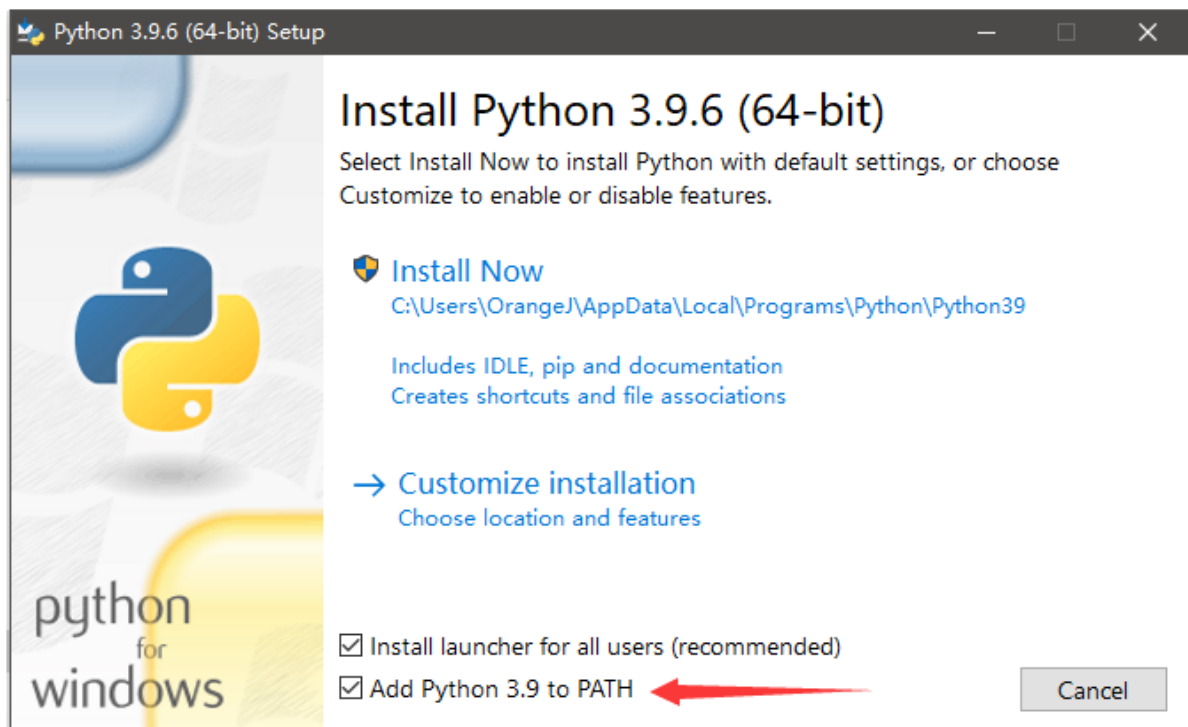 Python 3.9.6 (64-bit) Setup
Install Python 3.9.6 (64-bit)
Select Install Now to install Python with default settings, or choose
Customize to enable or disable features.
Install Now
C:\Users\OrangeJ\AppData\Local\Programs\Python\Python39
Includes IDLE, pip and documentation
Creates shortcuts and file associations
Customize installation
Choose location and features
python
for
windows
Install launcher for all users (recommended)
Add Python 3.9 to PATH
Cancel